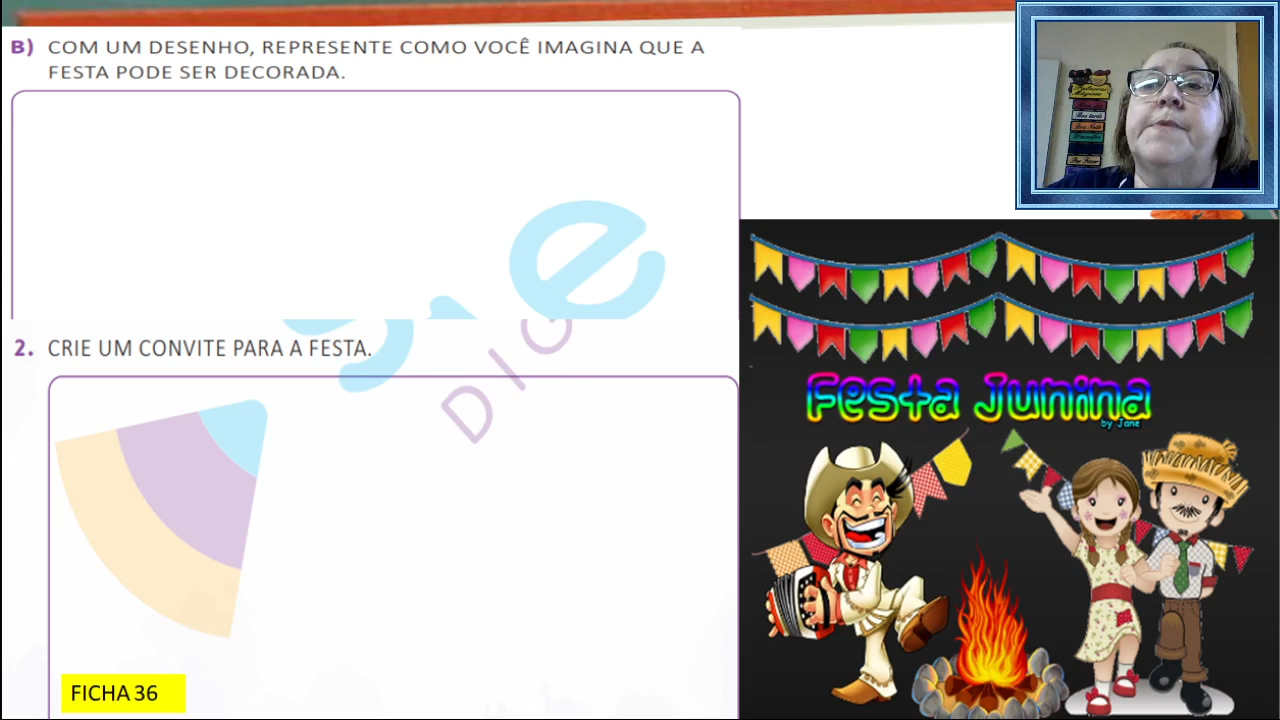 B) COM UM DESENHO, REPRESENTE COMO VOCÊ IMAGINA QUE A
FESTA PODE SER DECORADA.
2. CRIE UM CONVITE PARA A FESTA.
DIG
FICHA 36
Festa Junina
by Jane